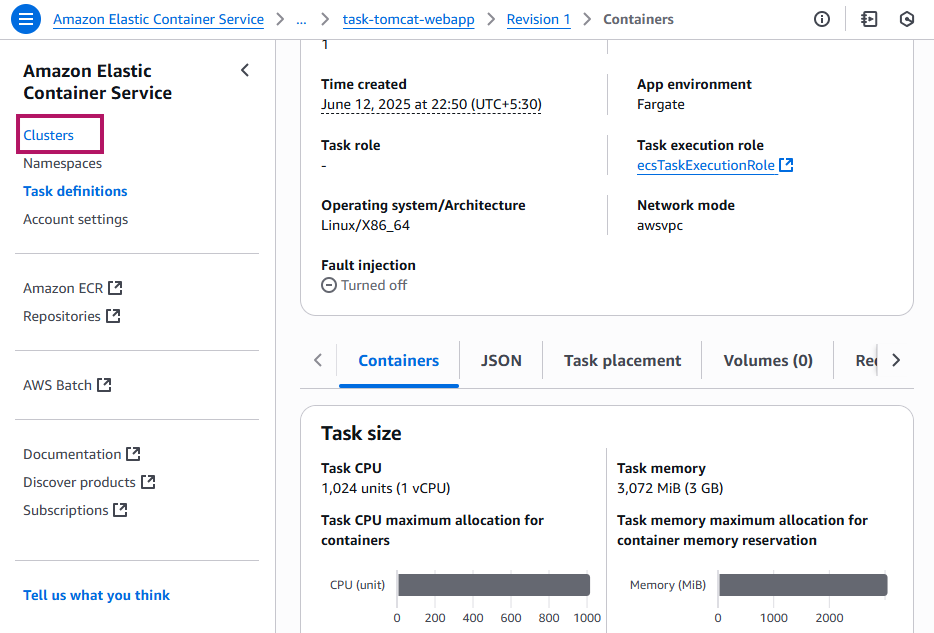 Amazon Elastic Container Service > ... > task-tomcat-webapp > Revision 1 > Containers
Amazon Elastic
Container Service
Clusters
Namespaces
Task definitions
Account settings
Amazon ECR
Repositories
AWS Batch
Documentation
Discover products
Subscriptions
Tell us what you think
1
Time created
June 12, 2025 at 22:50 (UTC+5:30)
App environment
Fargate
Task role
-
Task execution role
ecsTaskExecutionRole
Operating system/Architecture
Linux/X86_64
Network mode
awsvpc
Fault injection
Turned off
Containers JSON Task placement Volumes (0)
Task size
Task CPU
1,024 units (1 vCPU)
Task CPU maximum allocation for
containers
CPU (unit)
0 200 400 600 800 1000
Task memory
3,072 MiB (3 GB)
Task memory maximum allocation for
container memory reservation
Memory (MiB)
0 1000 2000